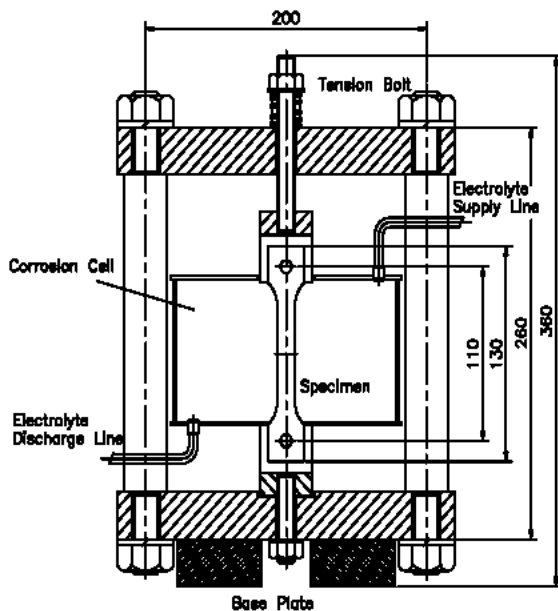 200
Tension Bolt
Electrolyte
Supply Line
Corrosion Cell
110
130
260
360
Specimen
Electrolyte
Discharge Line
Base Plate